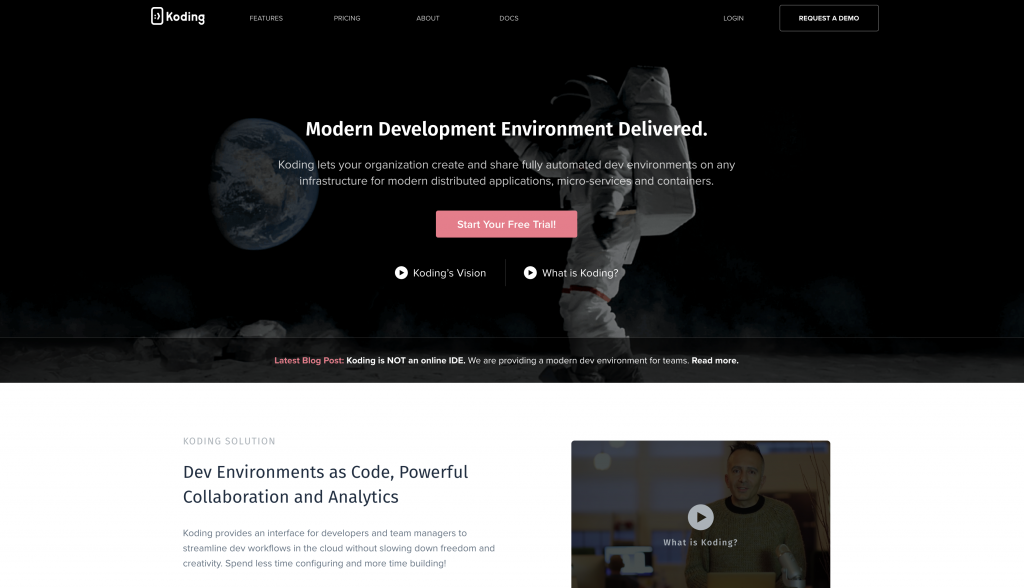 Koding
FEATURES
PRICING
ABOUT
DOCS
LOGIN
REQUEST A DEMO
Modern Development Environment Delivered.
Koding lets your organization create and share fully automated dev environments on any
infrastructure for modern distributed applications, micro-services and containers.
Start Your Free Trial!
Koding's Vision
What is Koding?
Latest Blog Post: Koding is NOT an online IDE. We are providing a modern dev environment for teams. Read more.
KODING SOLUTION
Dev Environments as Code, Powerful
Collaboration and Analytics
Koding provides an interface for developers and team managers to
streamline dev workflows in the cloud without slowing down freedom and
creativity. Spend less time configuring and more time building!
What is Koding?